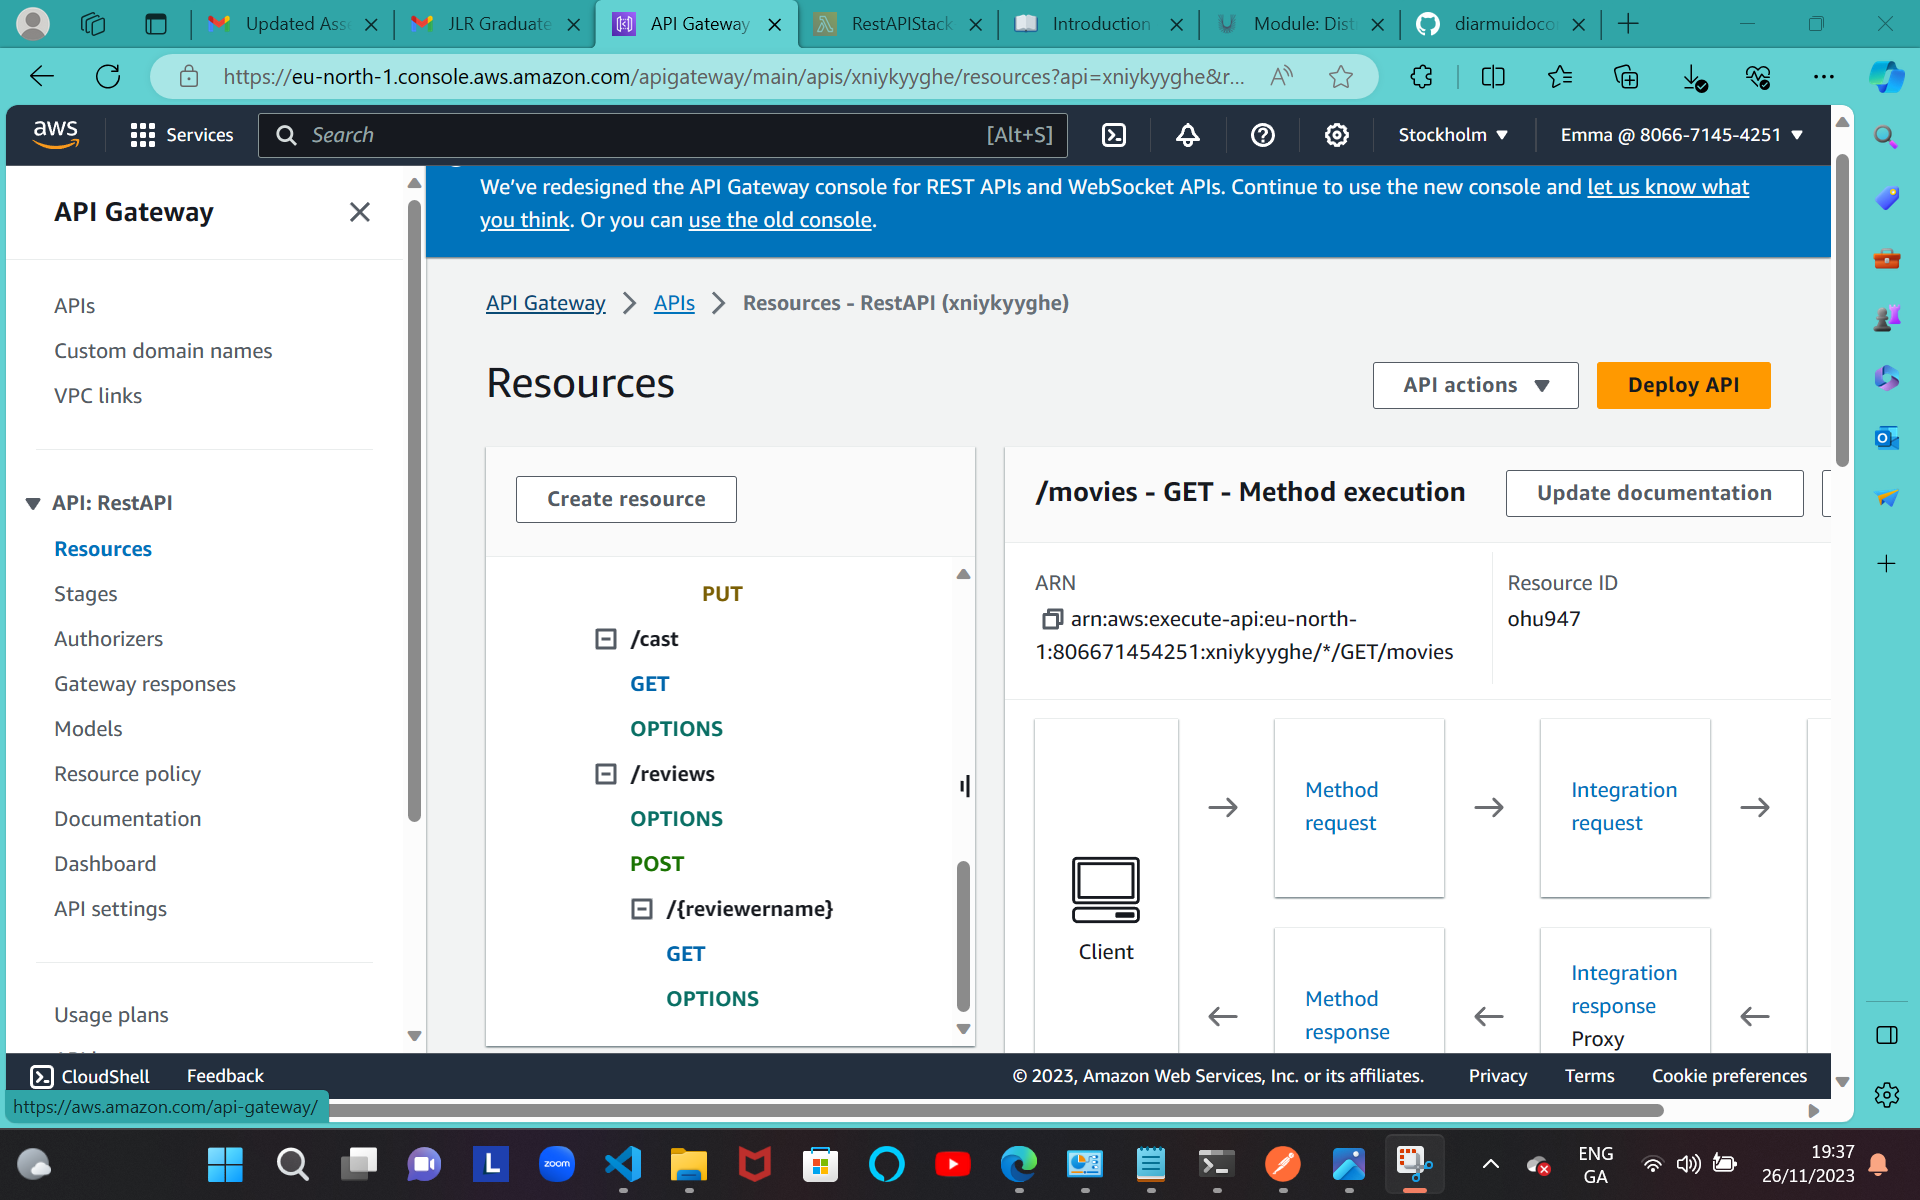 Updated Ass
JLR Graduate
API Gateway
RestAPIStack
Introduction
Module: Dist
diarmuidoco
https://eu-north-1.console.aws.amazon.com/apigateway/main/apis/xniykyyghe/resources?api=xniykyyghe&r...
aws
Services
Search
[Alt+S]
Stockholm
Emma @ 8066-7145-4251
API Gateway
APIs
Custom domain names
VPC links
API: RestAPI
Resources
Stages
Authorizers
Gateway responses
Models
Resource policy
Documentation
Dashboard
API settings
Usage plans
We've redesigned the API Gateway console for REST APIs and WebSocket APIs. Continue to use the new console and let us know what
you think. Or you can use the old console.
API Gateway
APIs
Resources - RestAPI (xniykyyghe)
Resources
API actions
Deploy API
Create resource
PUT
/cast
GET
OPTIONS
/reviews
OPTIONS
POST
/{reviewername}
GET
OPTIONS
/movies - GET - Method execution
Update documentation
ARN
arn:aws:execute-api:eu-north-
1:806671454251:xniykyyghe/*/GET/movies
Resource ID
ohu947
Client
Method
request
Integration
request
Method
response
Integration
response
Proxy
CloudShell
Feedback
© 2023, Amazon Web Services, Inc. or its affiliates.
Privacy
Terms
Cookie preferences
https://aws.amazon.com/api-gateway/
L
zoom
ENG
GA
19:37
26/11/2023